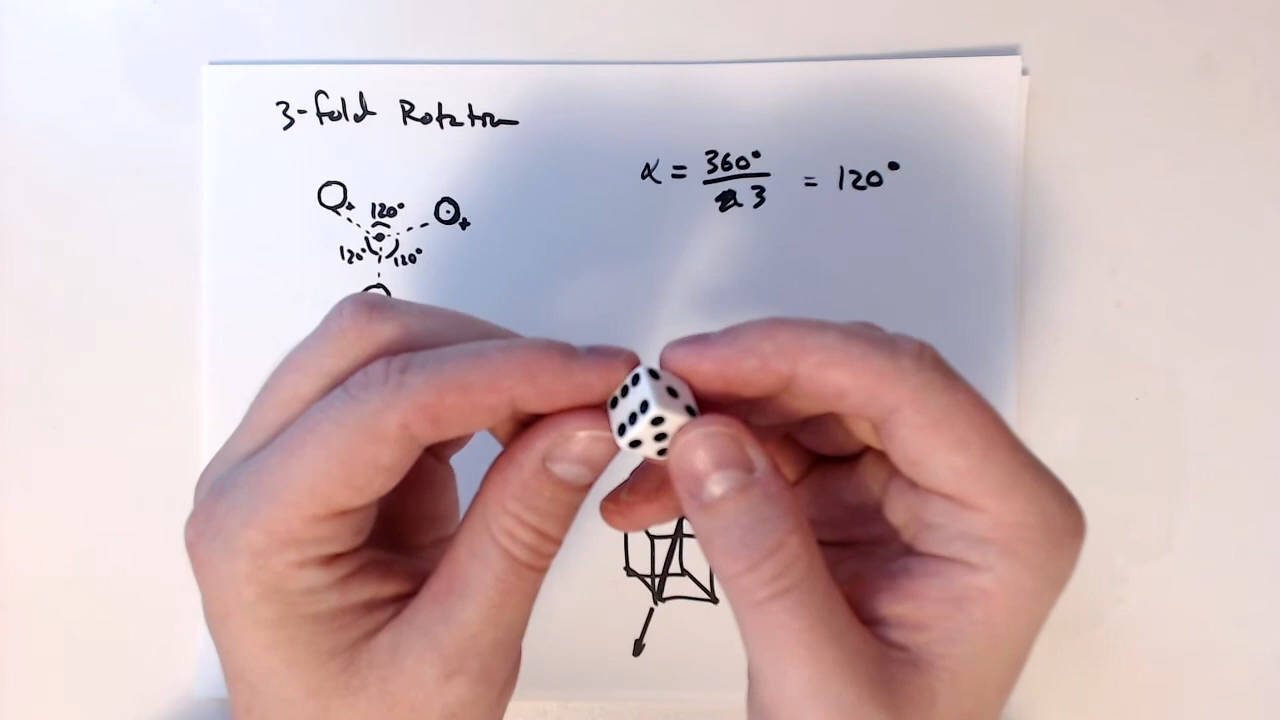 3-fold Rotation
α = 360° / 3 = 120°
120°
120° 120°